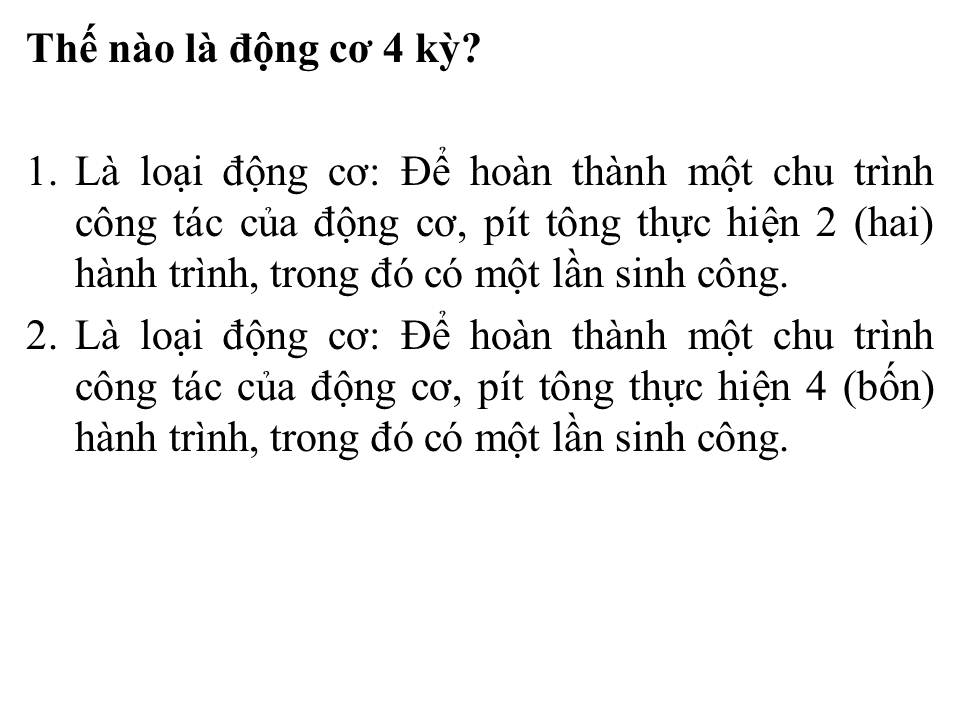 Thế nào là động cơ 4 kỳ?
1. Là loại động cơ: Để hoàn thành một chu trình
công tác của động cơ, pít tông thực hiện 2 (hai)
hành trình, trong đó có một lần sinh công.
2. Là loại động cơ: Để hoàn thành một chu trình
công tác của động cơ, pít tông thực hiện 4 (bốn)
hành trình, trong đó có một lần sinh công.